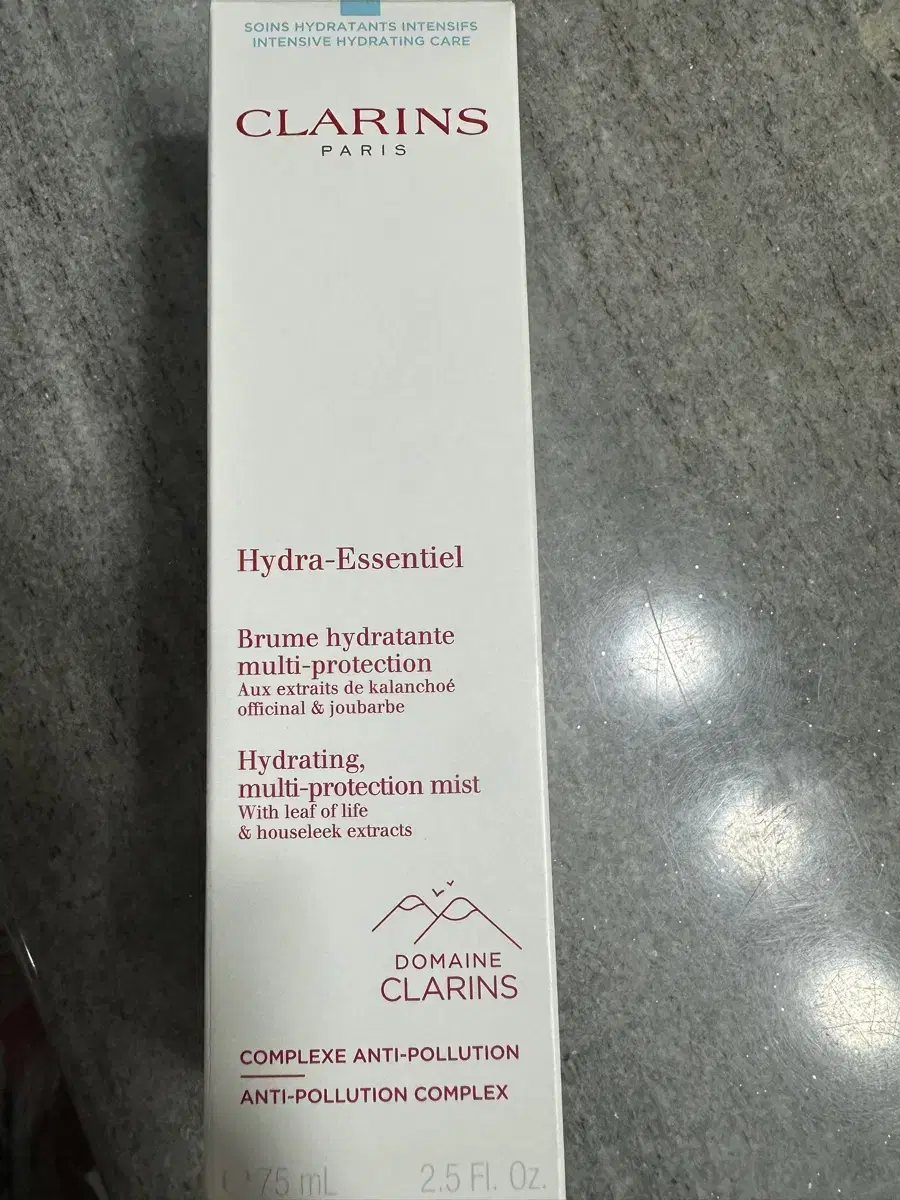 SOINS HYDRATANTS INTENSIFS
INTENSIVE HYDRATING CARE
CLARINS
PARIS
Hydra-Essentiel
Brume hydratante
multi-protection
Aux extraits de kalanchoé
officinal & joubarbe
Hydrating,
multi-protection mist
With leaf of life
& houseleek extracts
DOMAINE
CLARINS
COMPLEXE ANTI-POLLUTION
ANTI-POLLUTION COMPLEX
75 mL 2.5 Fl. Oz.